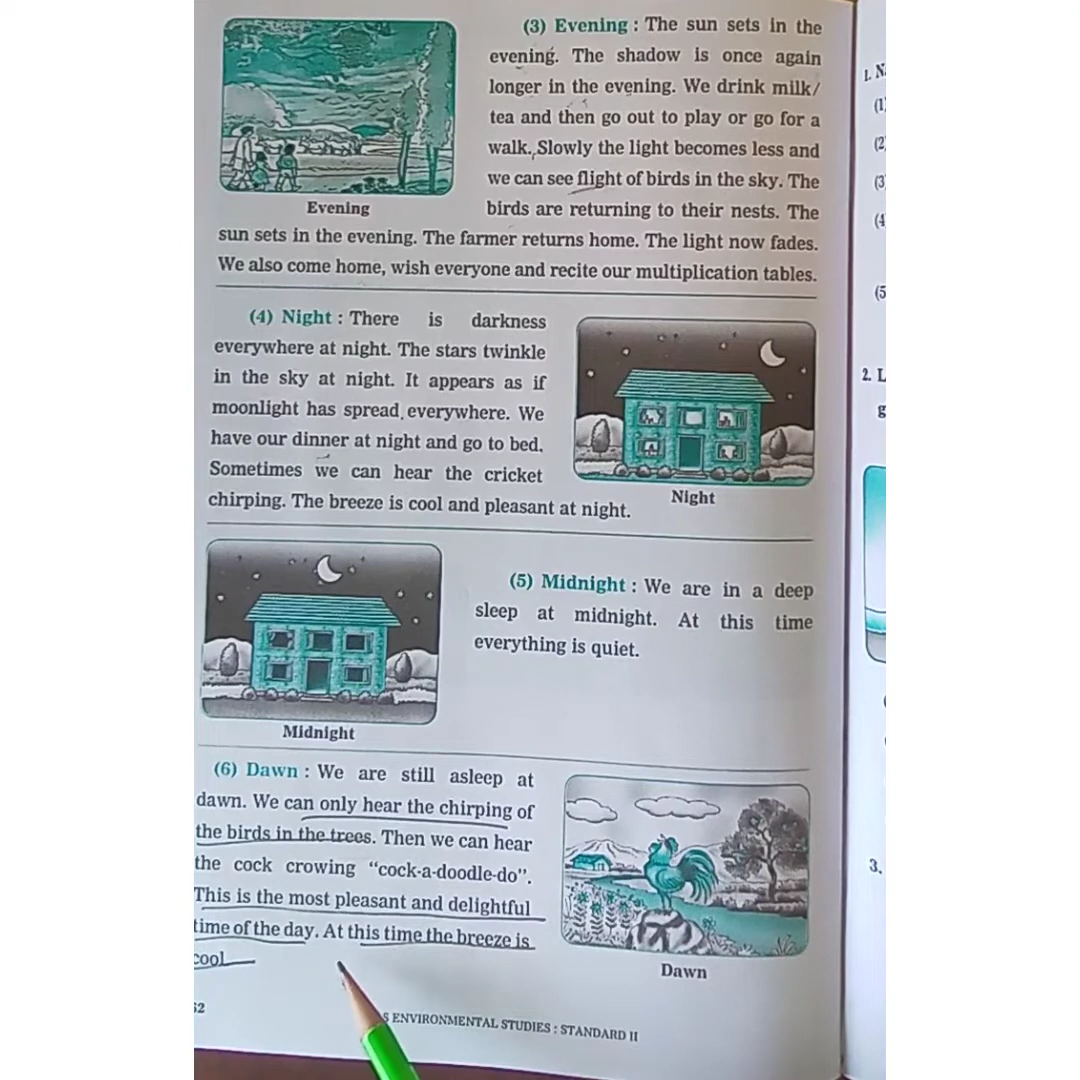 (3) Evening : The sun sets in the
evening. The shadow is once again
longer in the evening. We drink milk/
tea and then go out to play or go for a
walk. Slowly the light becomes less and
we can see flight of birds in the sky. The
birds are returning to their nests. The
Evening
sun sets in the evening. The farmer returns home. The light now fades.
We also come home, wish everyone and recite our multiplication tables.
(4) Night : There is darkness
everywhere at night. The stars twinkle
in the sky at night. It appears as if
moonlight has spread everywhere. We
have our dinner at night and go to bed.
Sometimes we can hear the cricket
chirping. The breeze is cool and pleasant at night.
Night
(5) Midnight : We are in a deep
sleep at midnight. At this time
everything is quiet.
Midnight
(6) Dawn : We are still asleep at
dawn. We can only hear the chirping of
the birds in the trees. Then we can hear
the cock crowing “cock-a-doodle-do”.
This is the most pleasant and delightful
time of the day. At this time the breeze is
cool
Dawn
ENVIRONMENTAL STUDIES : STANDARD II
1.
(1)
(2)
(3)
(4)
(5
2. L
g
3.